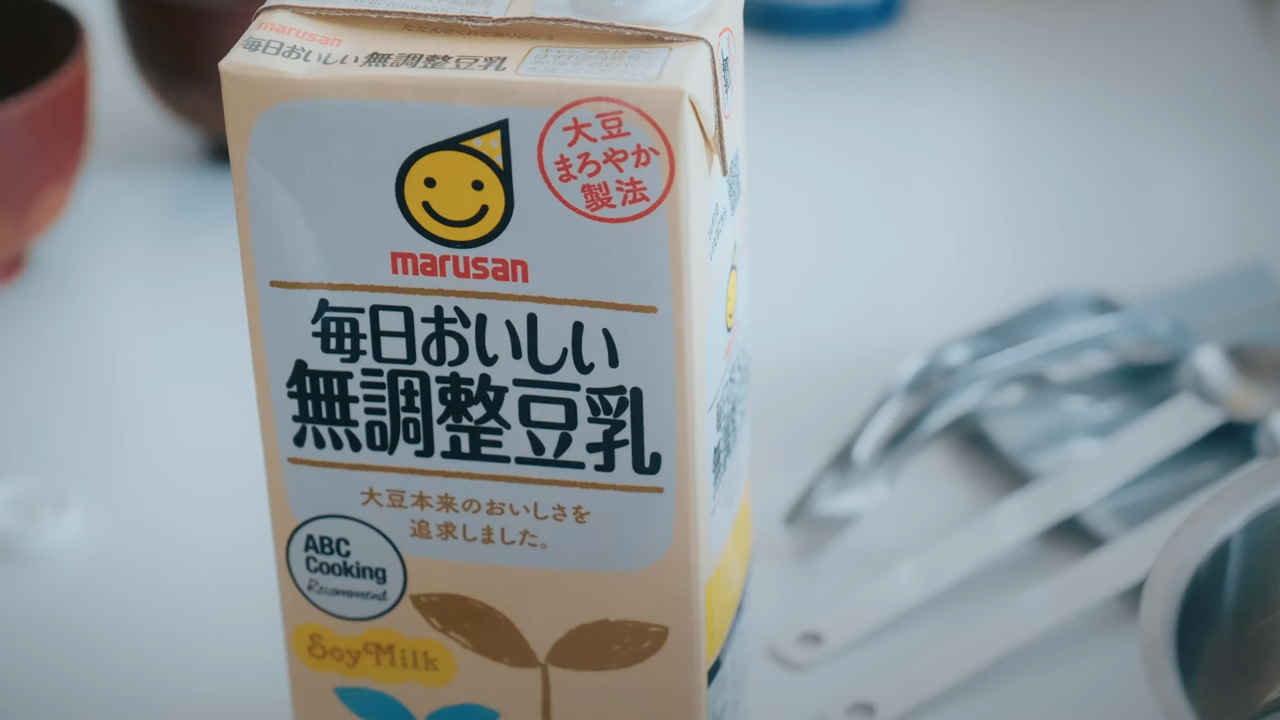 marusan
毎日おいしい無調整豆乳
大豆
まろやか
製法
marusan
毎日おいしい
無調整豆乳
大豆本来のおいしさを
追求しました。
ABC
Cooking
Recommend
Soy Milk